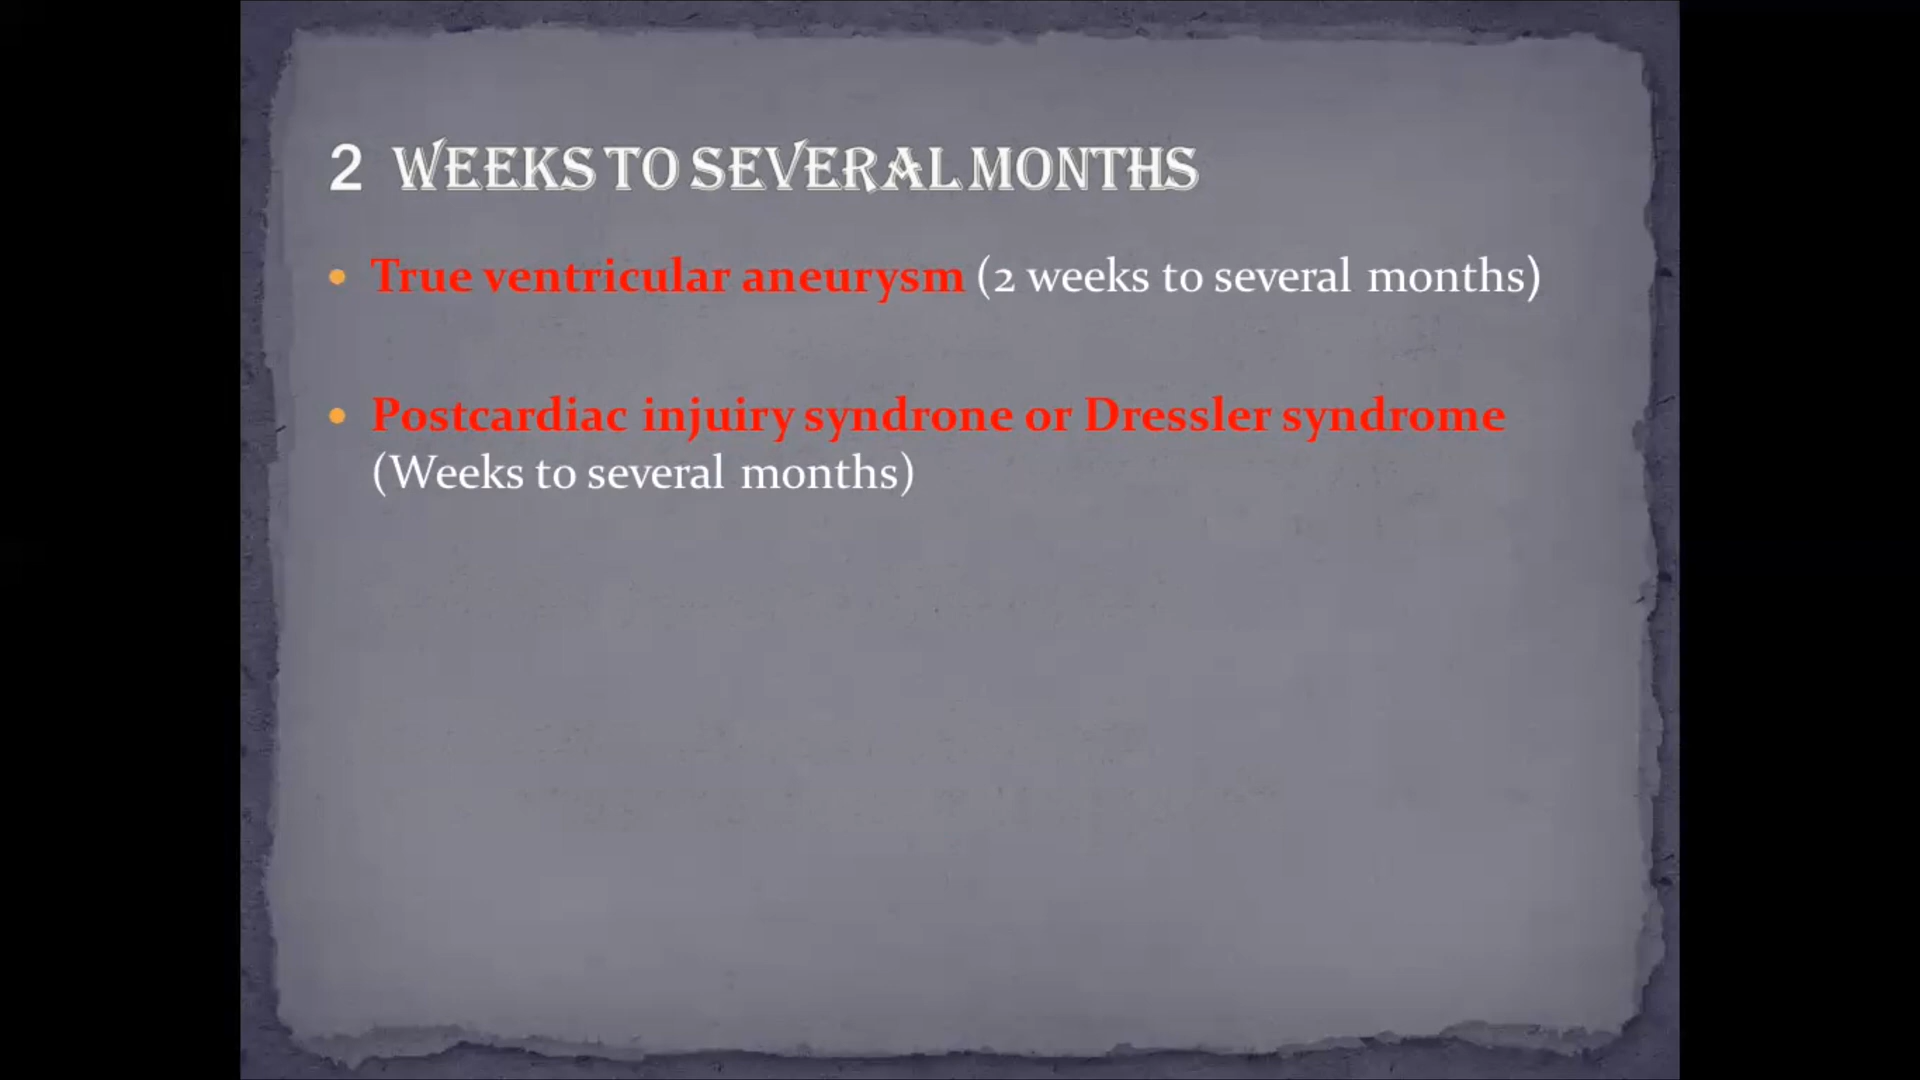 2 WEEKS TO SEVERAL MONTHS
• True ventricular aneurysm (2 weeks to several months)
• Postcardiac injuiry syndrone or Dressler syndrome
(Weeks to several months)